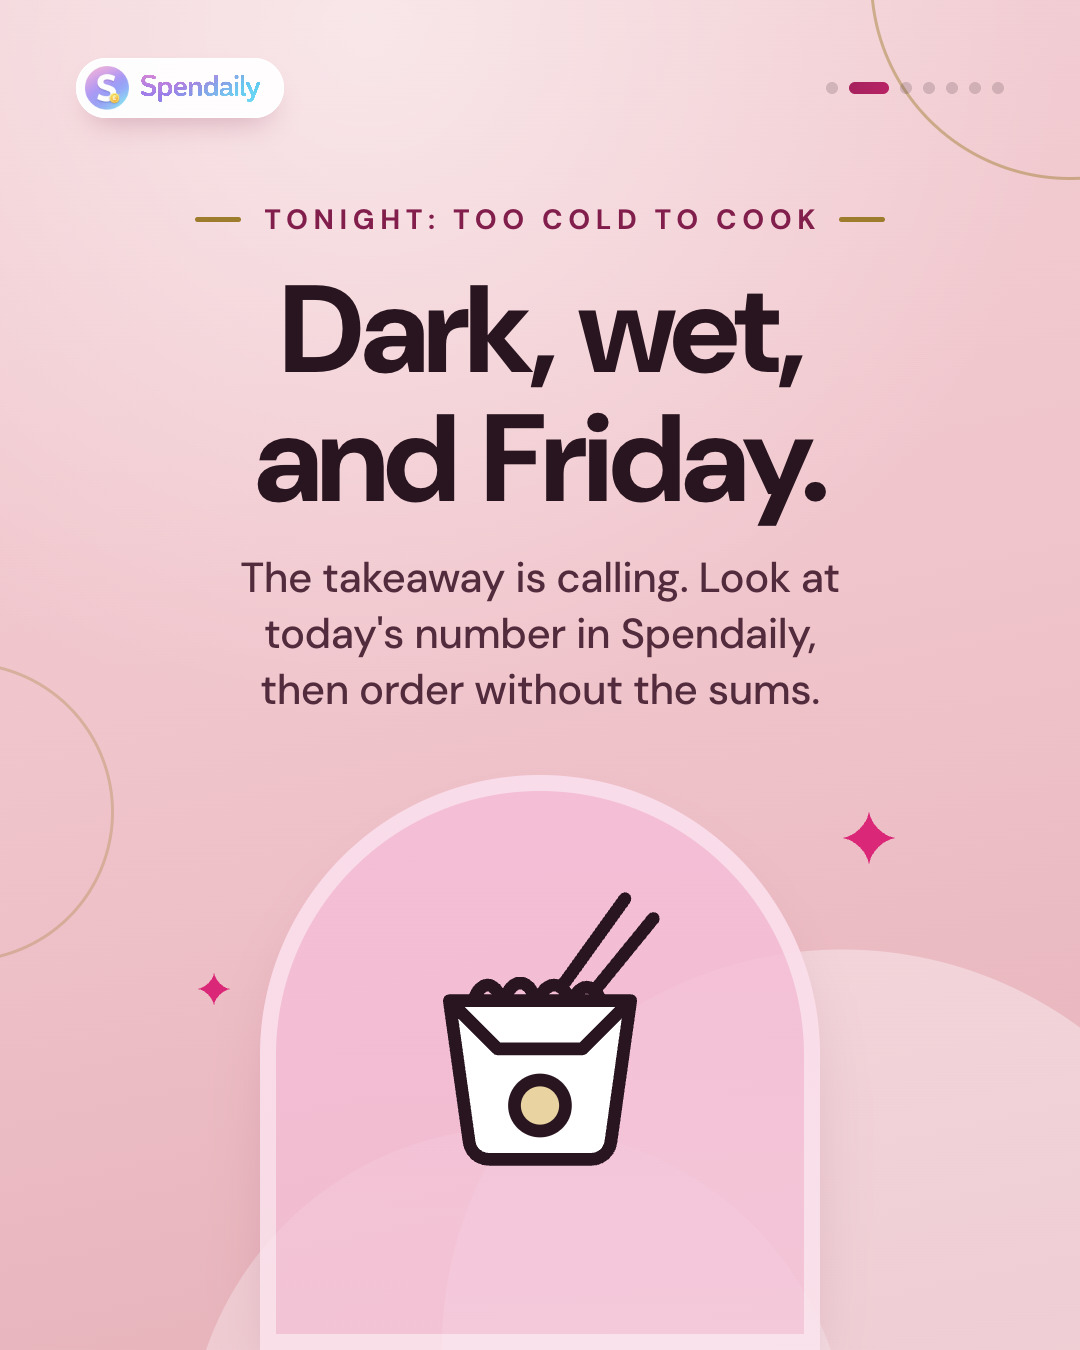 Spendaily
TONIGHT: TOO COLD TO COOK
Dark, wet,
and Friday.
The takeaway is calling. Look at
today's number in Spendaily,
then order without the sums.